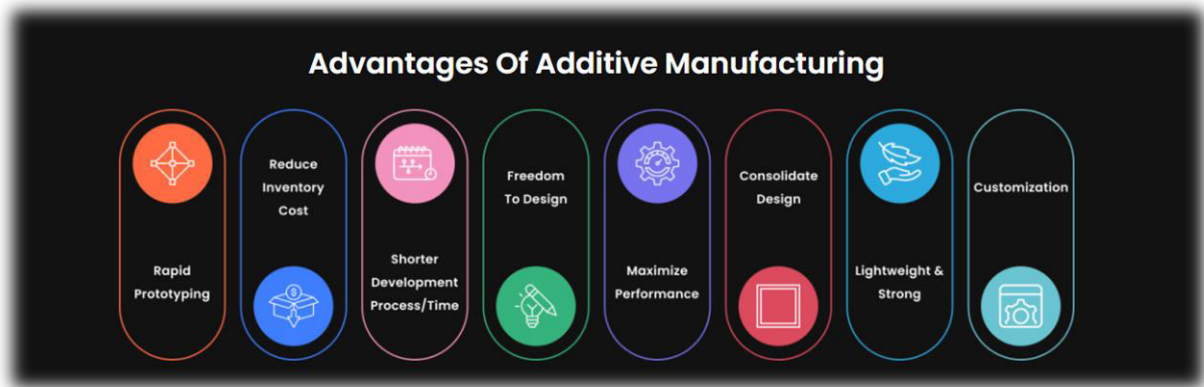 Advantages Of Additive Manufacturing
Rapid
Prototyping
Reduce
Inventory
Cost
Shorter
Development
Process/Time
Freedom
To Design
Maximize
Performance
Consolidate
Design
Lightweight &
Strong
Customization